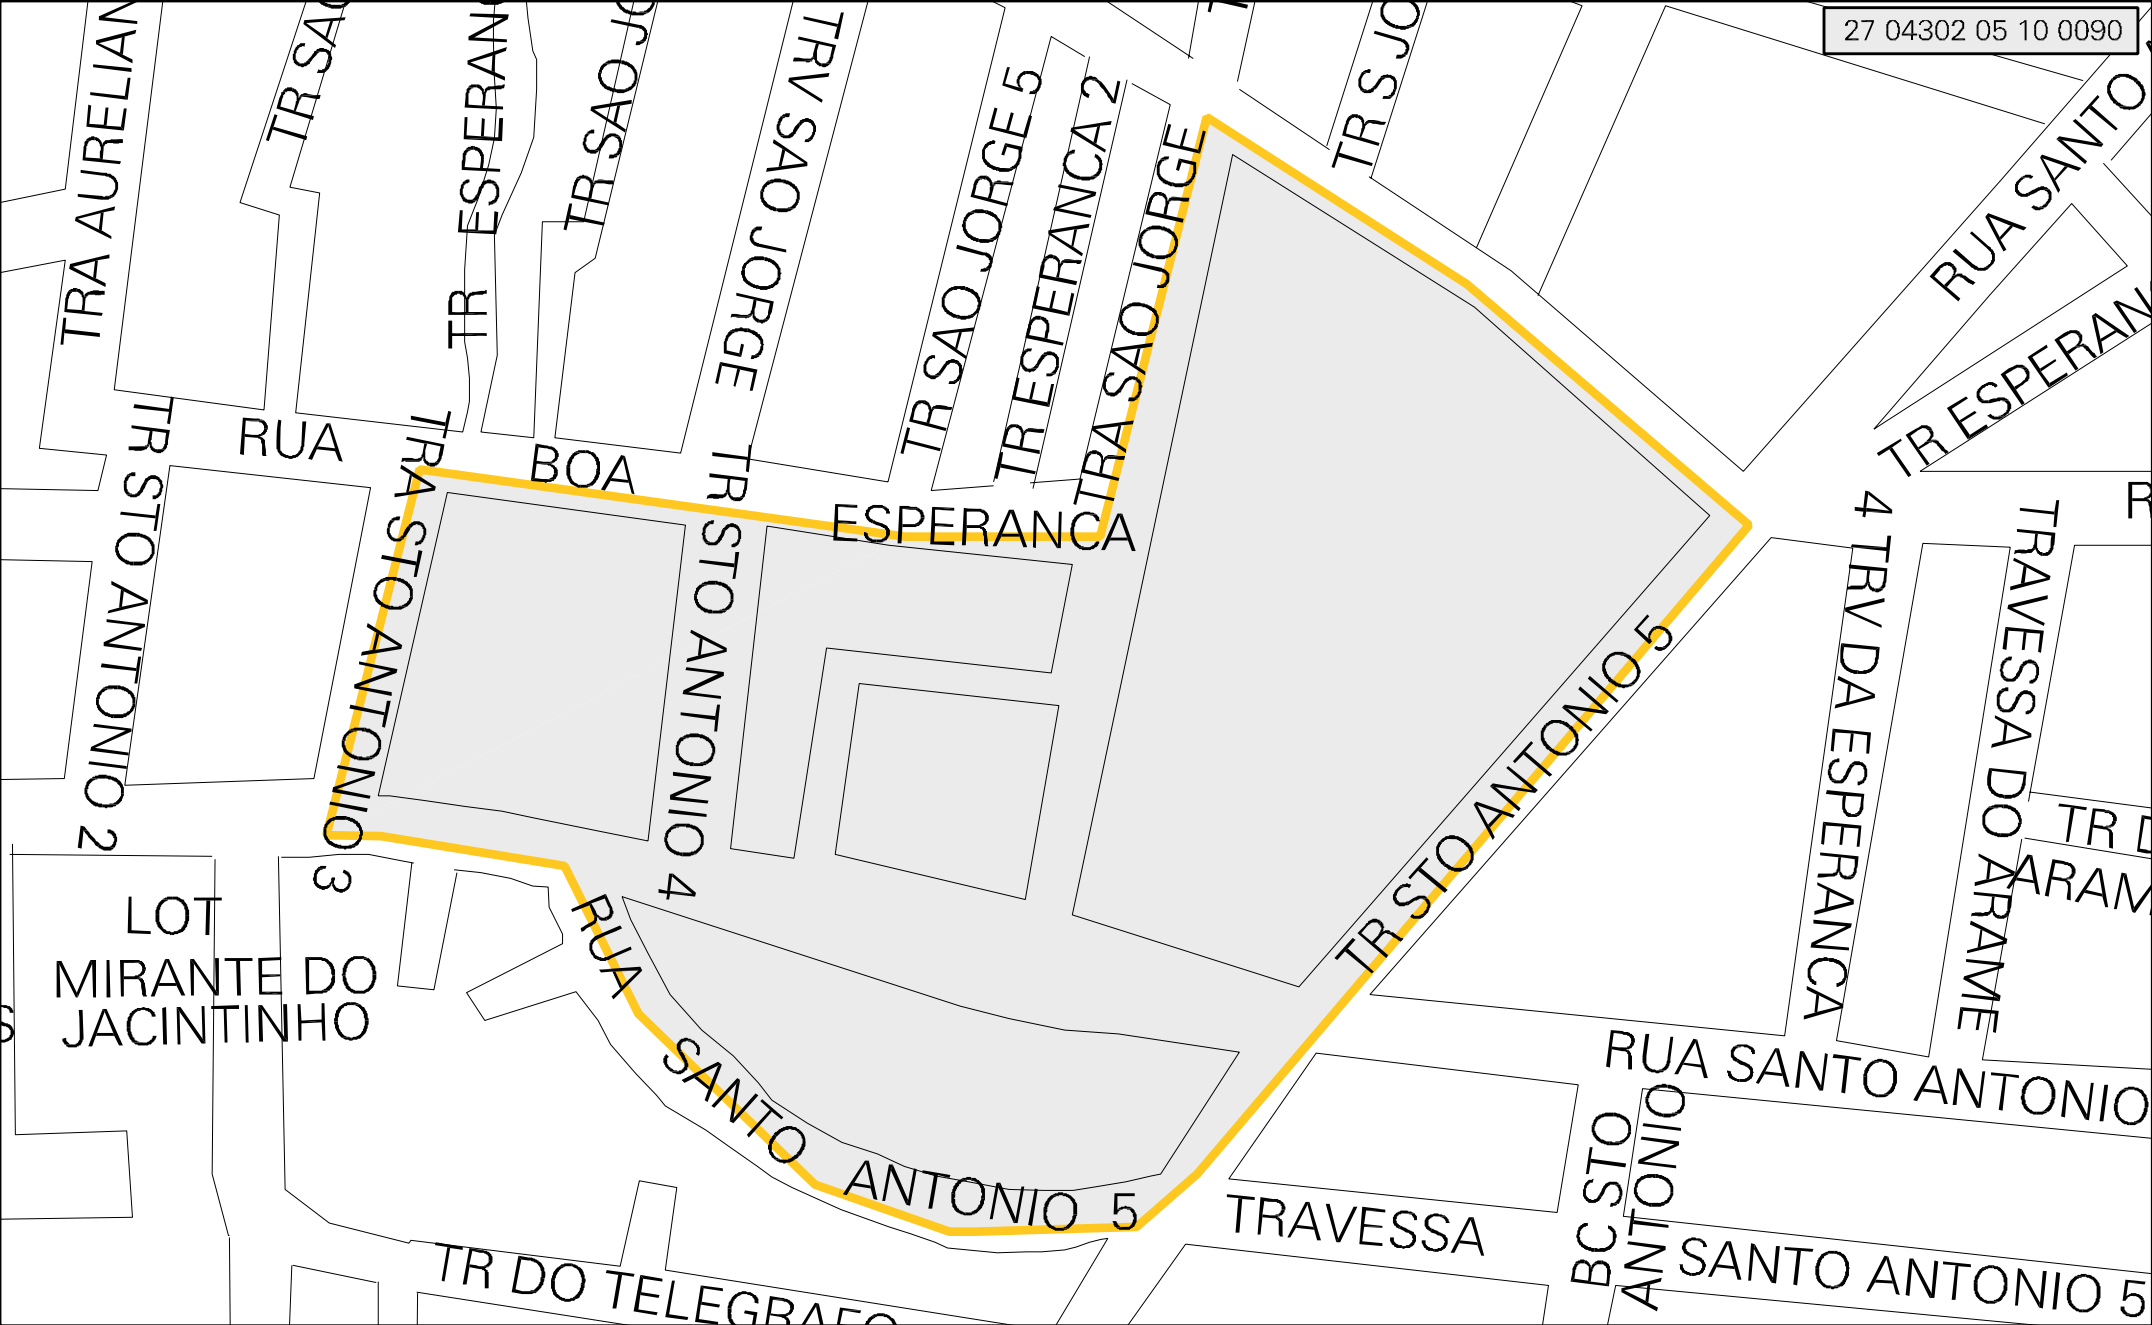 27 04302 05 10 0090
TRA AURELIAN
TR SAO
TR ESPERAN
TR SAO JO
TRV SAO JORGE
TR SAO JORGE 5
TR ESPERANCA 2
TRA SAO JORGE
TR S JO
RUA SANTO
TR ESPERAN
RUA BOA ESPERANCA
TR STO ANTONIO 2
TRA STO ANTONIO 3
TR STO ANTONIO 4
TR STO ANTONIO 5
4 TRV DA ESPERANCA
TRAVESSA DO ARAME
R
TR D
ARAM
LOT
MIRANTE DO
JACINTINHO
S
RUA SANTO ANTONIO 5
RUA SANTO ANTONIO
BC STO
ANTONIO
TRAVESSA SANTO ANTONIO 5
TR DO TELEGRAFO